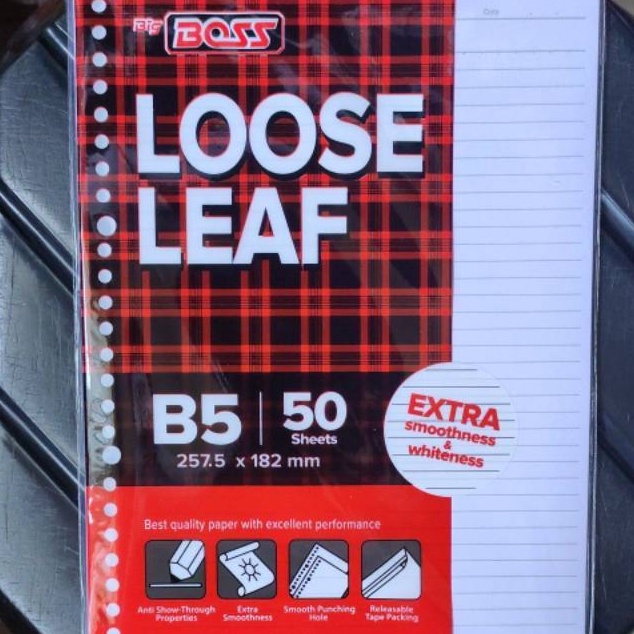 Big BOSS
Date
LOOSE
LEAF
B5
50
Sheets
257.5 x 182 mm
EXTRA
smoothness
&
whiteness
Best quality paper with excellent performance
Anti Show-Through
Properties
Extra
Smoothness
Smooth Punching
Hole
Releasable
Tape Packing